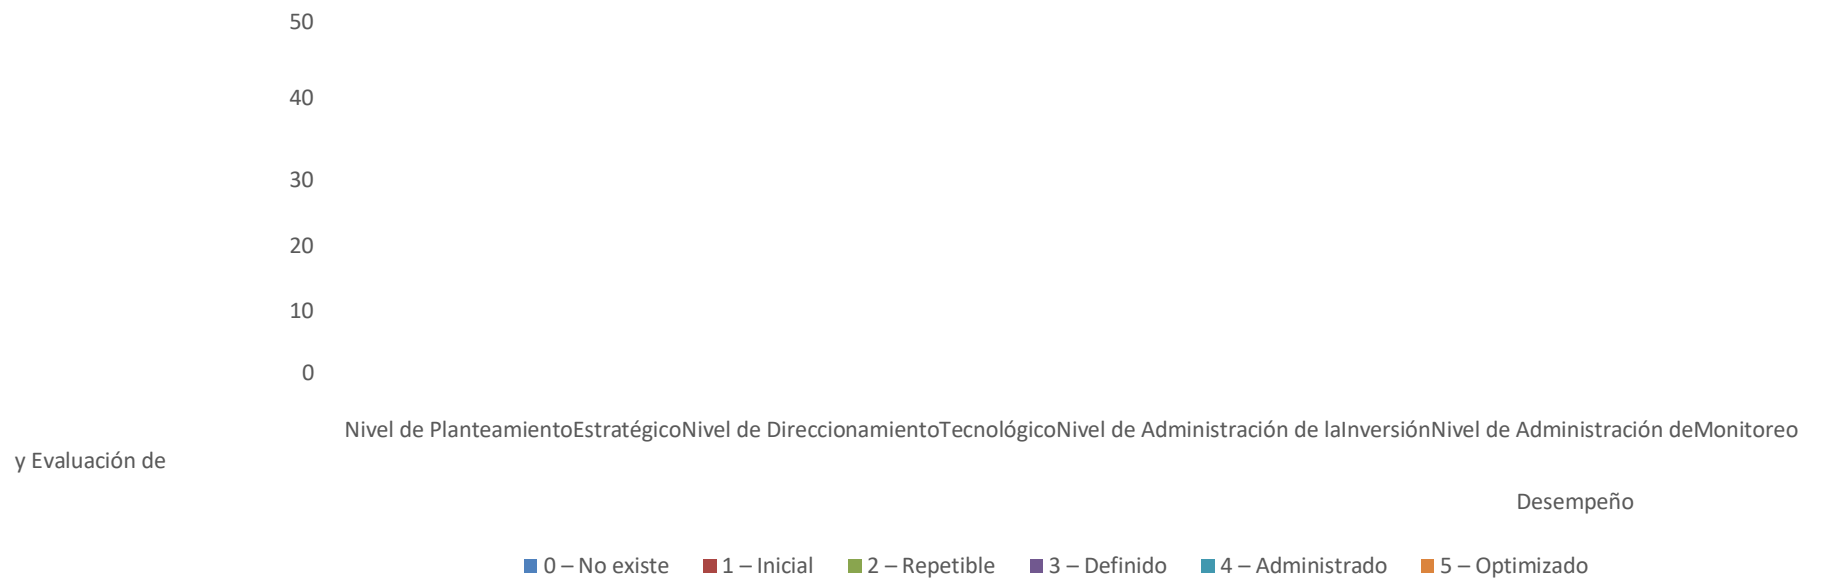 50
40
30
20
10
0
Nivel de PlanteamientoEstratégicoNivel de DireccionamientoTecnológicoNivel de Administración de laInversiónNivel de Administración deMonitoreo
y Evaluación de
Desempeño
0 – No existe 1 – Inicial 2 – Repetible 3 – Definido 4 – Administrado 5 – Optimizado